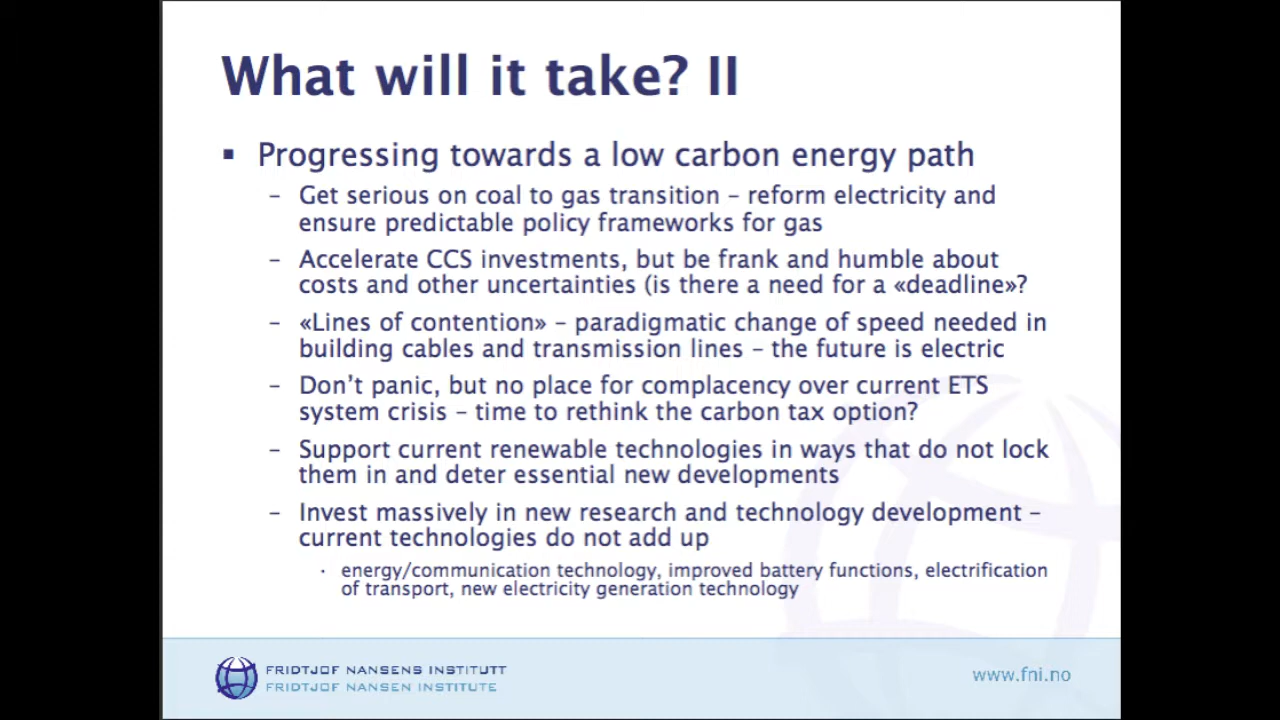 What will it take? II
▪ Progressing towards a low carbon energy path
– Get serious on coal to gas transition – reform electricity and
ensure predictable policy frameworks for gas
– Accelerate CCS investments, but be frank and humble about
costs and other uncertainties (is there a need for a «deadline»?
– «Lines of contention» – paradigmatic change of speed needed in
building cables and transmission lines – the future is electric
– Don’t panic, but no place for complacency over current ETS
system crisis – time to rethink the carbon tax option?
– Support current renewable technologies in ways that do not lock
them in and deter essential new developments
– Invest massively in new research and technology development –
current technologies do not add up
· energy/communication technology, improved battery functions, electrification
of transport, new electricity generation technology
FRIDTJOF NANSENS INSTITUTT
FRIDTJOF NANSEN INSTITUTE
www.fni.no